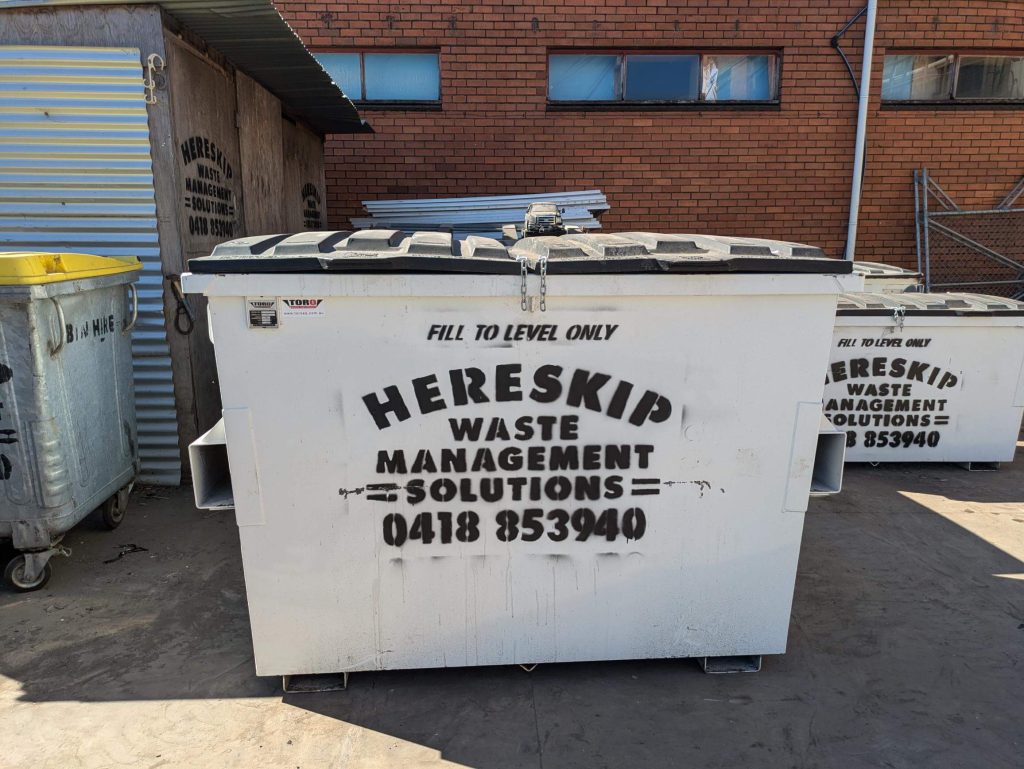 HERESKIP
WASTE
MANAGEMENT
SOLUTIONS
0418 853940
BIN HIRE
TORO
FILL TO LEVEL ONLY
HERESKIP
WASTE
MANAGEMENT
=SOLUTIONS=
0418 853940
FILL TO LEVEL ONLY
HERESKIP
WASTE
MANAGEMENT
SOLUTIONS=
8 853940